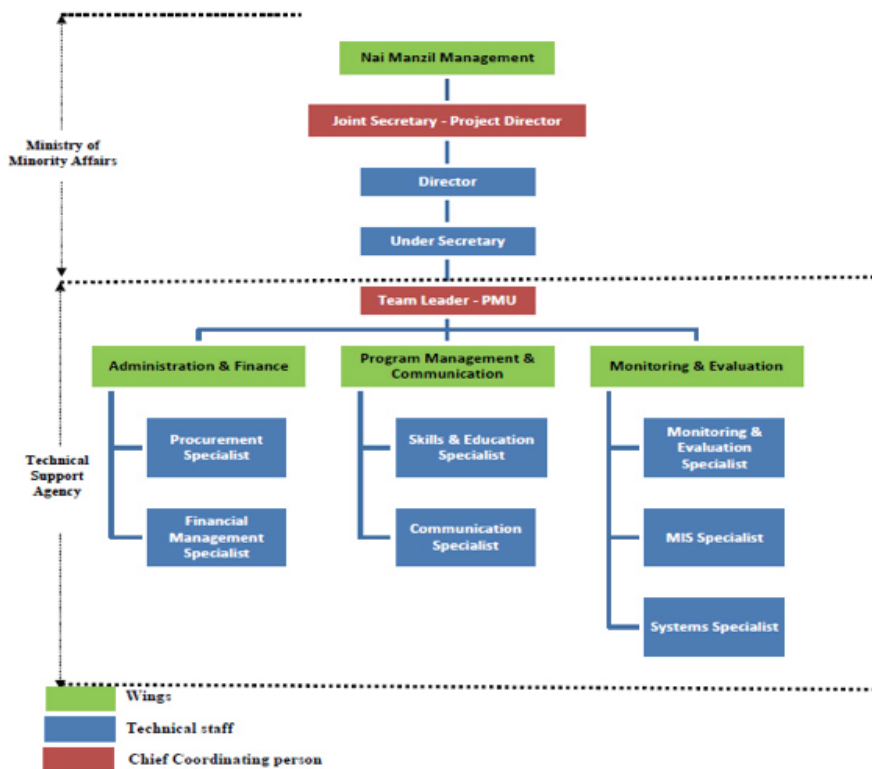 Nai Manzil Management
Joint Secretary - Project Director
Ministry of
Minority Affairs
Director
Under Secretary
Team Leader - PMU
Administration & Finance
Program Management &
Communication
Monitoring & Evaluation
Procurement
Specialist
Skills & Education
Specialist
Monitoring &
Evaluation
Specialist
Technical
Support
Agency
Financial
Management
Specialist
Communication
Specialist
MIS Specialist
Systems Specialist
Wings
Technical staff
Chief Coordinating person